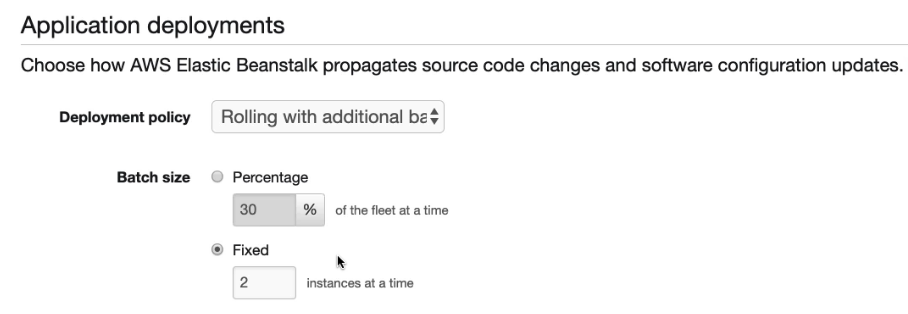 Application deployments
Choose how AWS Elastic Beanstalk propagates source code changes and software configuration updates.
Deployment policy Rolling with additional ba
Batch size Percentage
30 % of the fleet at a time
Fixed
2 instances at a time